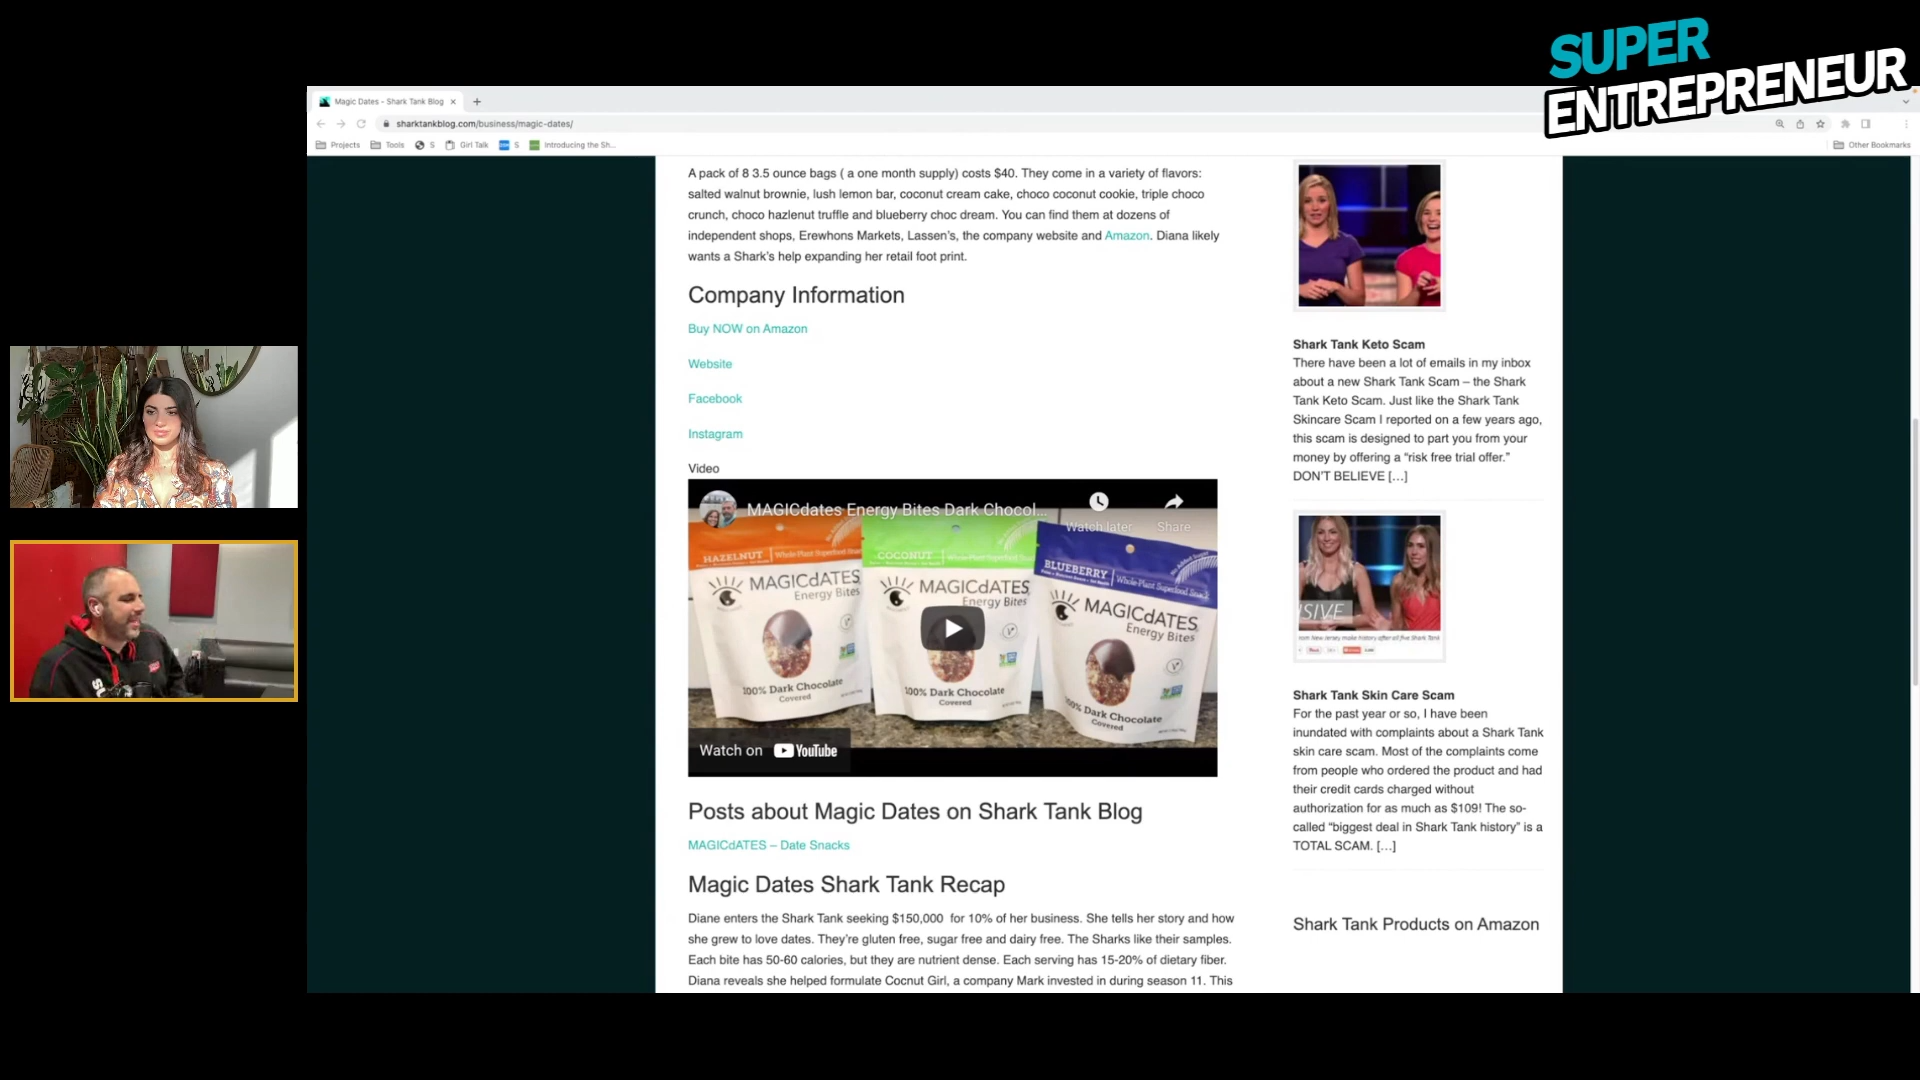 SUPER
ENTREPRENEUR
Magic Dates - Shark Tank Blog
sharktankblog.com/business/magic-dates/
Projects
Tools
S
Girl Talk
S
Introducing the Sh...
Other Bookmarks
A pack of 8 3.5 ounce bags ( a one month supply) costs $40. They come in a variety of flavors:
salted walnut brownie, lush lemon bar, coconut cream cake, choco coconut cookie, triple choco
crunch, choco hazlenut truffle and blueberry choc dream. You can find them at dozens of
independent shops, Erewhons Markets, Lassen's, the company website and Amazon. Diana likely
wants a Shark's help expanding her retail foot print.
Company Information
Buy NOW on Amazon
Website
Facebook
Instagram
Video
MAGICdates Energy Bites Dark Chocol...
Watch later
Share
HAZELNUT
Whole-Plant Superfood Snack
MAGICdATES
Energy Bites
100% Dark Chocolate
Covered
COCONUT
MAGICdATES
Energy Bites
100% Dark Chocolate
Covered
BLUEBERRY
Whole-Plant Superfood Snack
MAGICdATES
Energy Bites
100% Dark Chocolate
Covered
Watch on YouTube
Posts about Magic Dates on Shark Tank Blog
MAGICdATES – Date Snacks
Magic Dates Shark Tank Recap
Diane enters the Shark Tank seeking $150,000 for 10% of her business. She tells her story and how
she grew to love dates. They're gluten free, sugar free and dairy free. The Sharks like their samples.
Each bite has 50-60 calories, but they are nutrient dense. Each serving has 15-20% of dietary fiber.
Diana reveals she helped formulate Cocnut Girl, a company Mark invested in during season 11. This
Shark Tank Keto Scam
There have been a lot of emails in my inbox
about a new Shark Tank Scam – the Shark
Tank Keto Scam. Just like the Shark Tank
Skincare Scam I reported on a few years ago,
this scam is designed to part you from your
money by offering a “risk free trial offer.”
DON'T BELIEVE […]
SIVE
Shark Tank Skin Care Scam
For the past year or so, I have been
inundated with complaints about a Shark Tank
skin care scam. Most of the complaints come
from people who ordered the product and had
their credit cards charged without
authorization for as much as $109! The so-
called “biggest deal in Shark Tank history” is a
TOTAL SCAM. […]
Shark Tank Products on Amazon